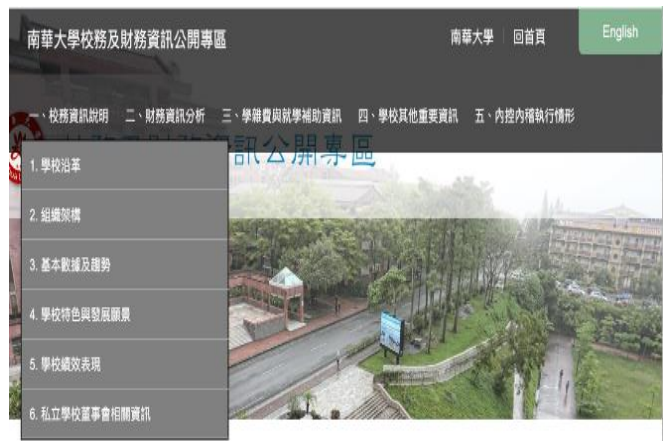 南華大學校務及財務資訊公開專區
南華大學 | 回首頁
English
一、校務資訊說明 二、財務資訊分析 三、學雜費與就學補助資訊 四、學校其他重要資訊 五、內控內稽執行情形
訊公開專區
1. 學校沿革
2. 組織架構
3. 基本數據及趨勢
4. 學校特色與發展願景
5. 學校績效表現
6. 私立學校董事會相關資訊